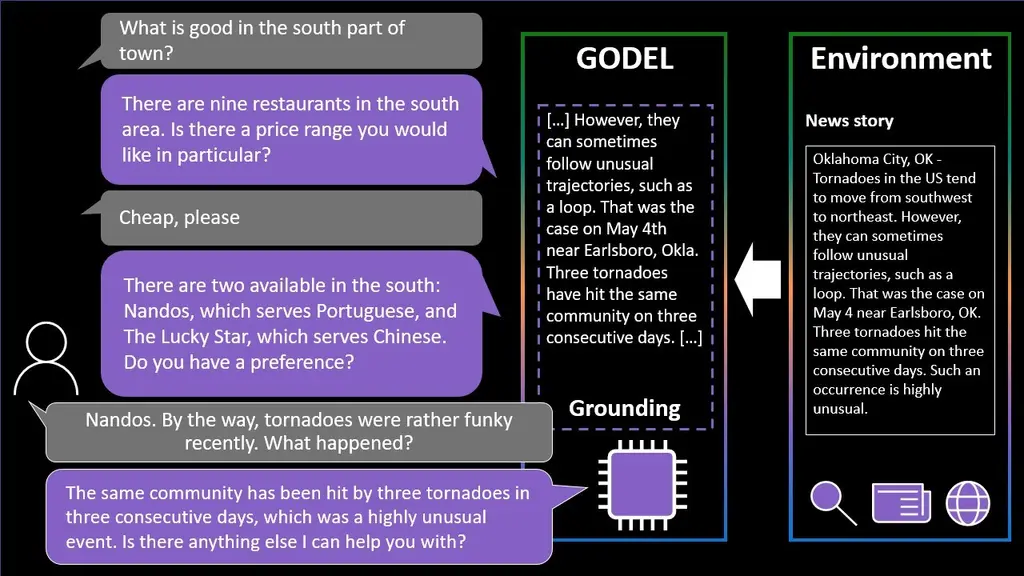 What is good in the south part of
town?
There are nine restaurants in the south
area. Is there a price range you would
like in particular?
Cheap, please
There are two available in the south:
Nandos, which serves Portuguese, and
The Lucky Star, which serves Chinese.
Do you have a preference?
Nandos. By the way, tornadoes were rather funky
recently. What happened?
The same community has been hit by three tornadoes in
three consecutive days, which was a highly unusual
event. Is there anything else I can help you with?
GODEL
[...] However, they
can sometimes
follow unusual
trajectories, such as
a loop. That was the
case on May 4th
near Earlsboro, Okla.
Three tornadoes
have hit the same
community on three
consecutive days. [...]
Grounding
Environment
News story
Oklahoma City, OK -
Tornadoes in the US tend
to move from southwest
to northeast. However,
they can sometimes
follow unusual
trajectories, such as a
loop. That was the case on
May 4 near Earlsboro, OK.
Three tornadoes hit the
same community on three
consecutive days. Such an
occurrence is highly
unusual.